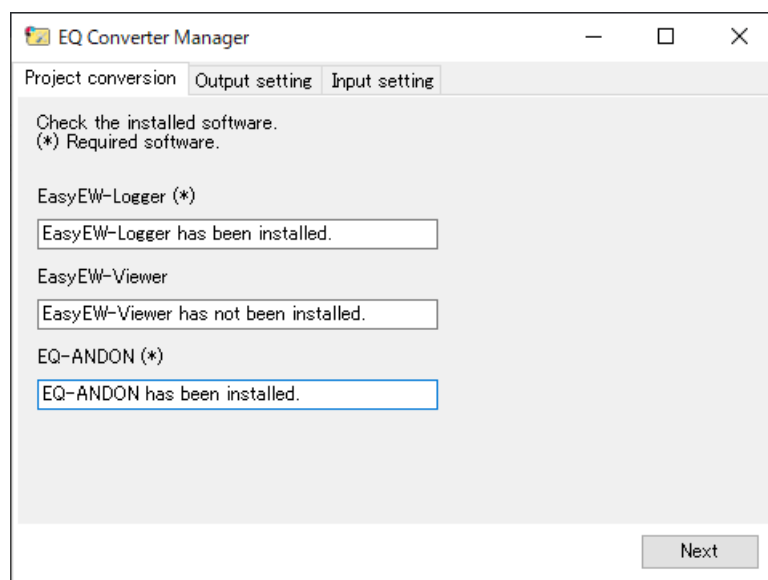 EQ Converter Manager
Project conversion Output setting Input setting
Check the installed software.
(*) Required software.
EasyEW-Logger (*)
EasyEW-Logger has been installed.
EasyEW-Viewer
EasyEW-Viewer has not been installed.
EQ-ANDON (*)
EQ-ANDON has been installed.
Next